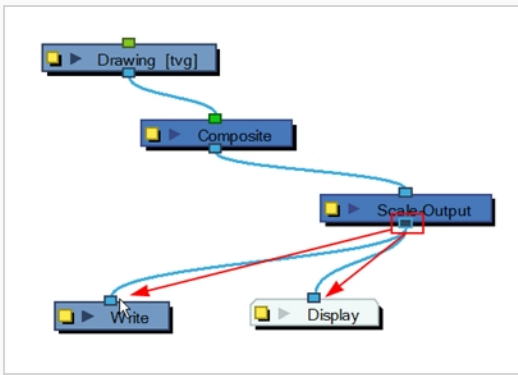 Drawing [tvg]
Composite
Scale-Output
Write
Display